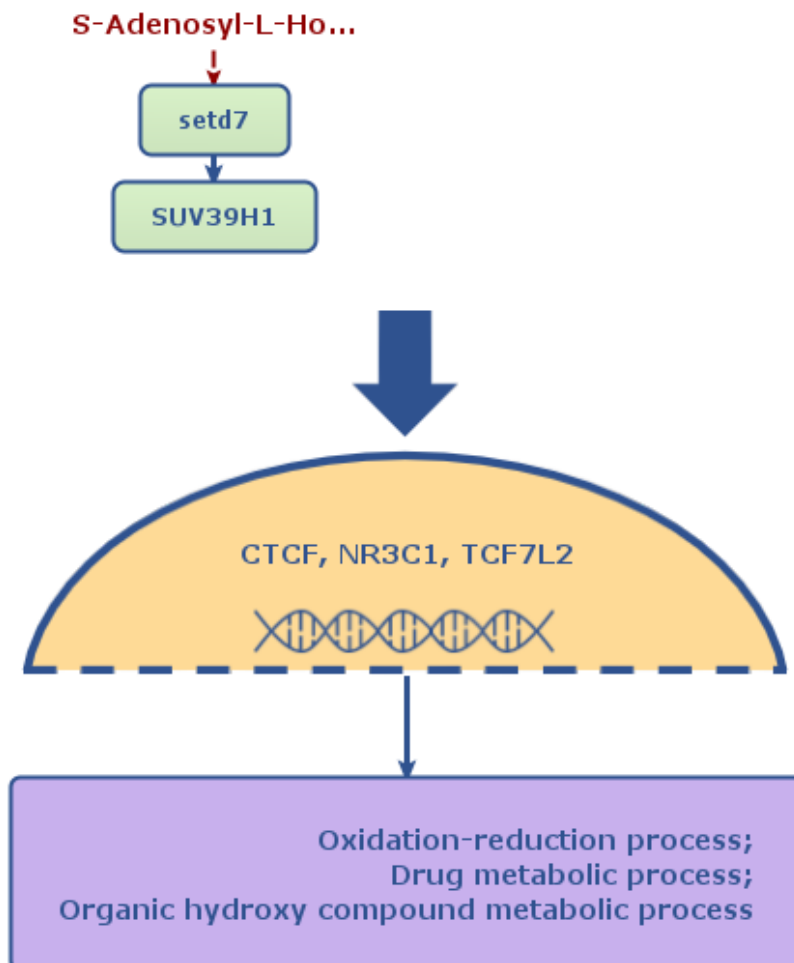 S-Adenosyl-L-Ho...
setd7
SUV39H1
CTCF, NR3C1, TCF7L2
Oxidation-reduction process;
Drug metabolic process;
Organic hydroxy compound metabolic process